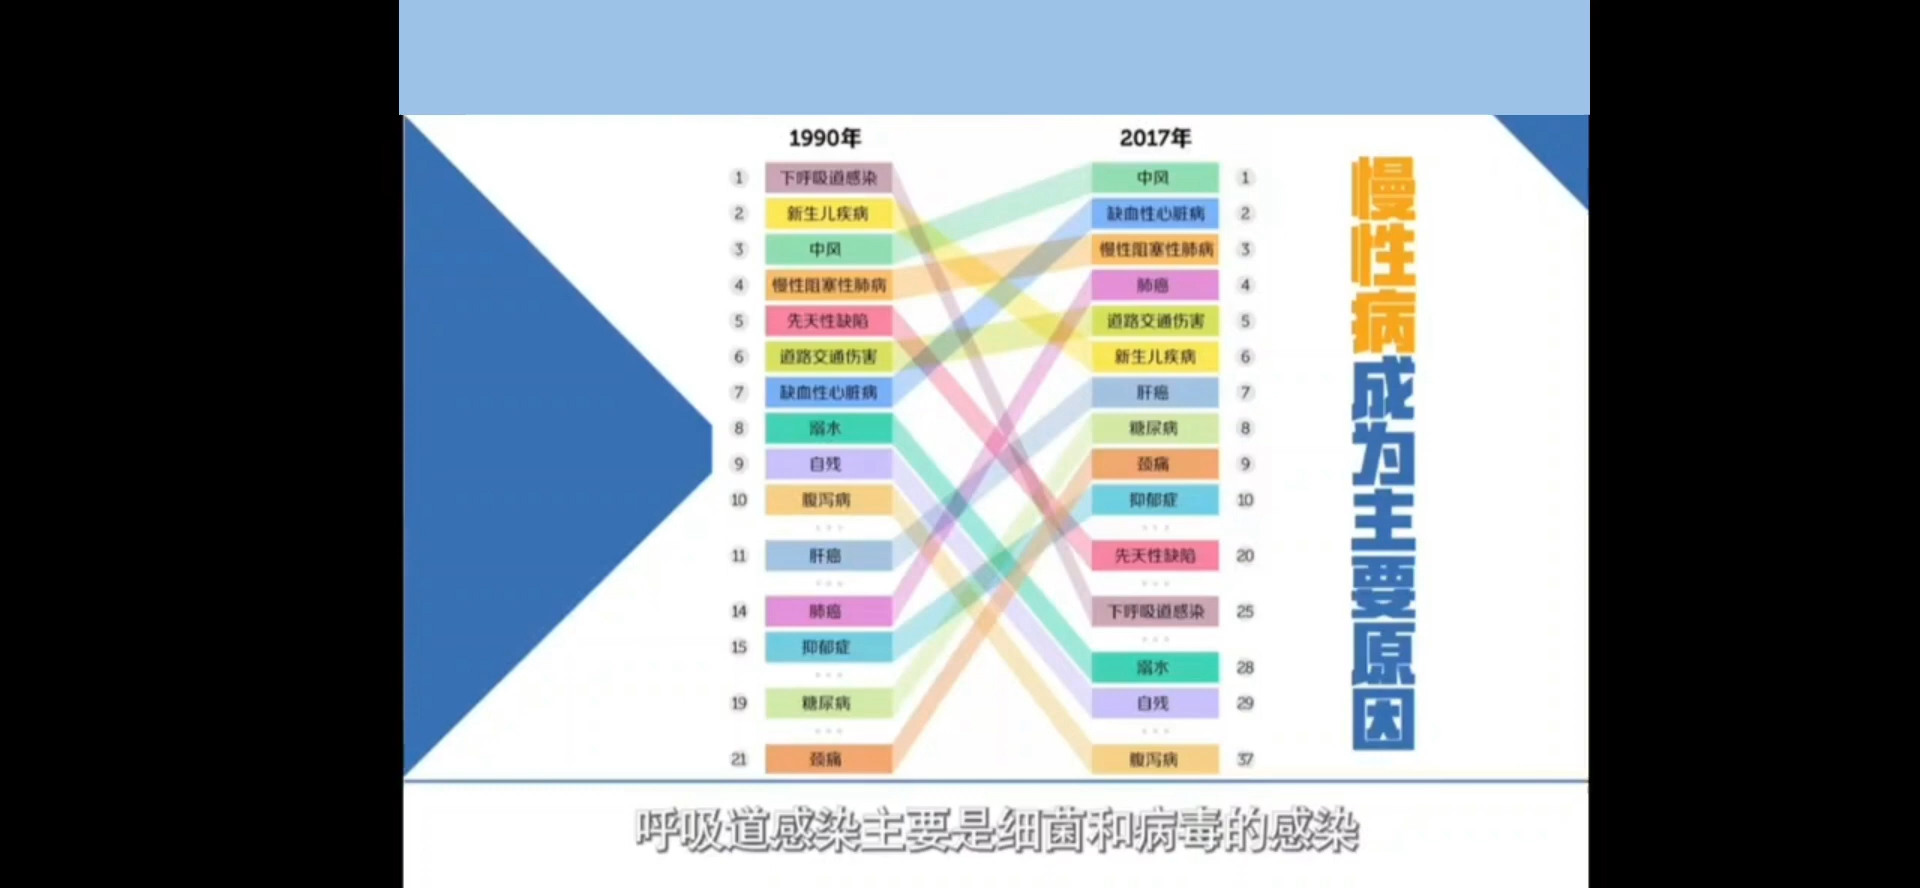 1990年
2017年
1 下呼吸道感染
2 新生儿疾病
3 中风
4 慢性阻塞性肺病
5 先天性缺陷
6 道路交通伤害
7 缺血性心脏病
8 溺水
9 自残
10 腹泻病
...
11 肝癌
...
14 肺癌
15 抑郁症
...
19 糖尿病
...
21 颈痛
中风 1
缺血性心脏病 2
慢性阻塞性肺病 3
肺癌 4
道路交通伤害 5
新生儿疾病 6
肝癌 7
糖尿病 8
颈痛 9
抑郁症 10
...
先天性缺陷 20
...
下呼吸道感染 25
...
溺水 28
自残 29
...
腹泻病 37
慢性病成为主要原因
呼吸道感染主要是细菌和病毒的感染